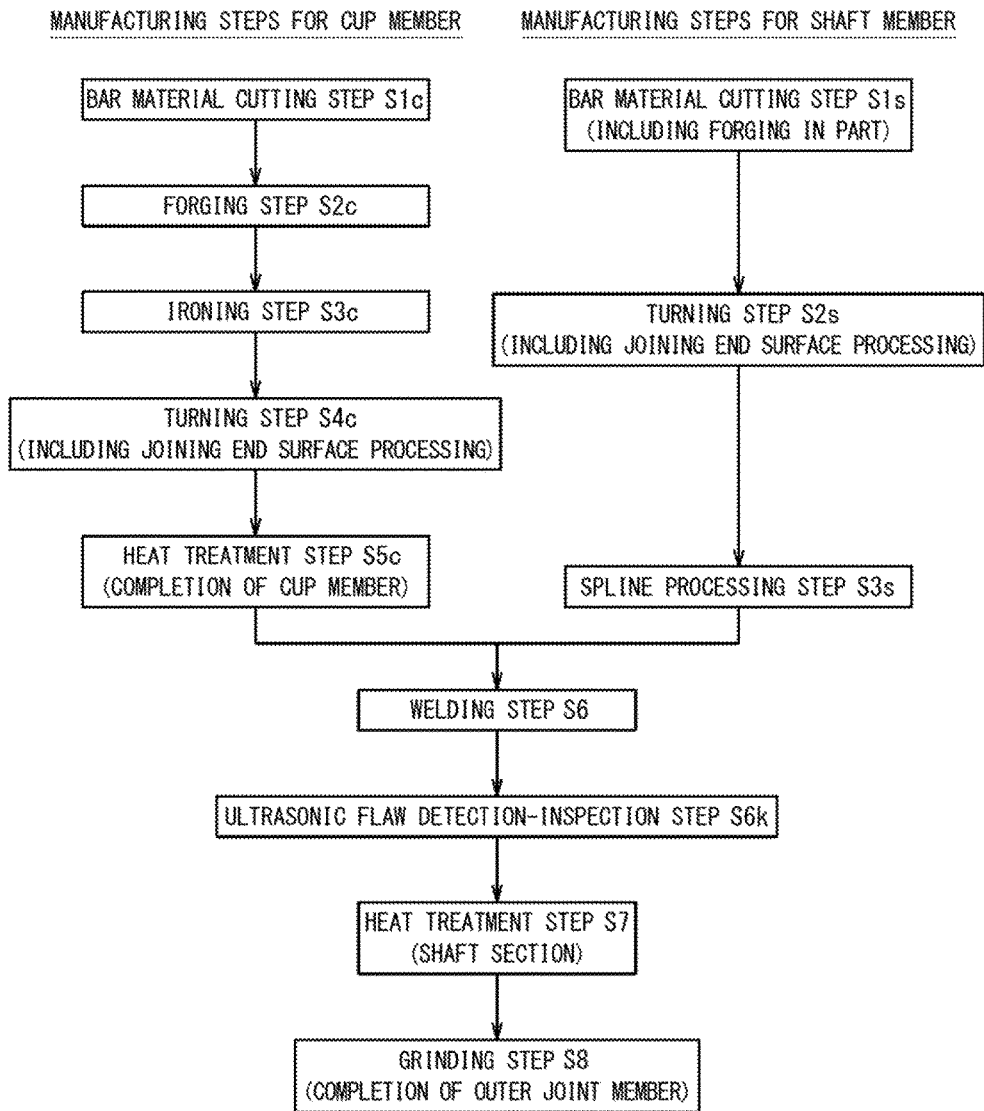 MANUFACTURING STEPS FOR CUP MEMBER
MANUFACTURING STEPS FOR SHAFT MEMBER
BAR MATERIAL CUTTING STEP S1c
FORGING STEP S2c
IRONING STEP S3c
TURNING STEP S4c
(INCLUDING JOINING END SURFACE PROCESSING)
HEAT TREATMENT STEP S5c
(COMPLETION OF CUP MEMBER)
BAR MATERIAL CUTTING STEP S1s
(INCLUDING FORGING IN PART)
TURNING STEP S2s
(INCLUDING JOINING END SURFACE PROCESSING)
SPLINE PROCESSING STEP S3s
WELDING STEP S6
ULTRASONIC FLAW DETECTION-INSPECTION STEP S6k
HEAT TREATMENT STEP S7
(SHAFT SECTION)
GRINDING STEP S8
(COMPLETION OF OUTER JOINT MEMBER)